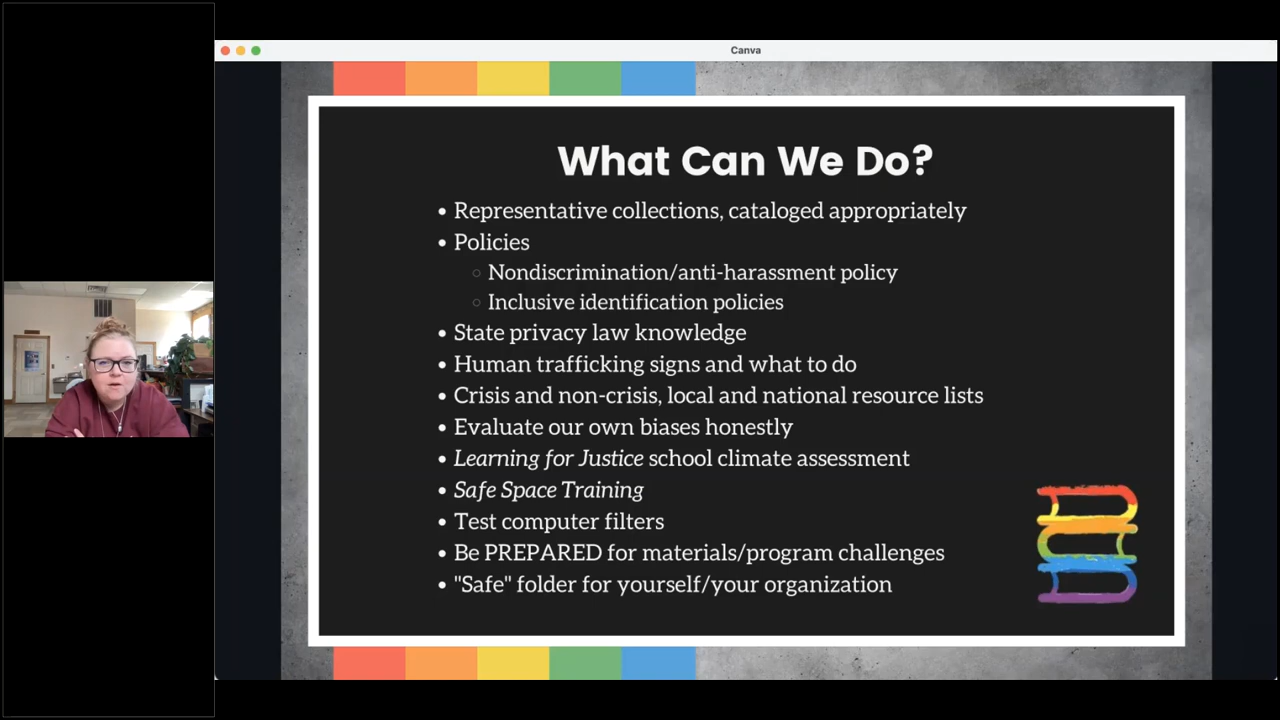 Canva
What Can We Do?
• Representative collections, cataloged appropriately
• Policies
○ Nondiscrimination/anti-harassment policy
○ Inclusive identification policies
• State privacy law knowledge
• Human trafficking signs and what to do
• Crisis and non-crisis, local and national resource lists
• Evaluate our own biases honestly
• Learning for Justice school climate assessment
• Safe Space Training
• Test computer filters
• Be PREPARED for materials/program challenges
• "Safe" folder for yourself/your organization